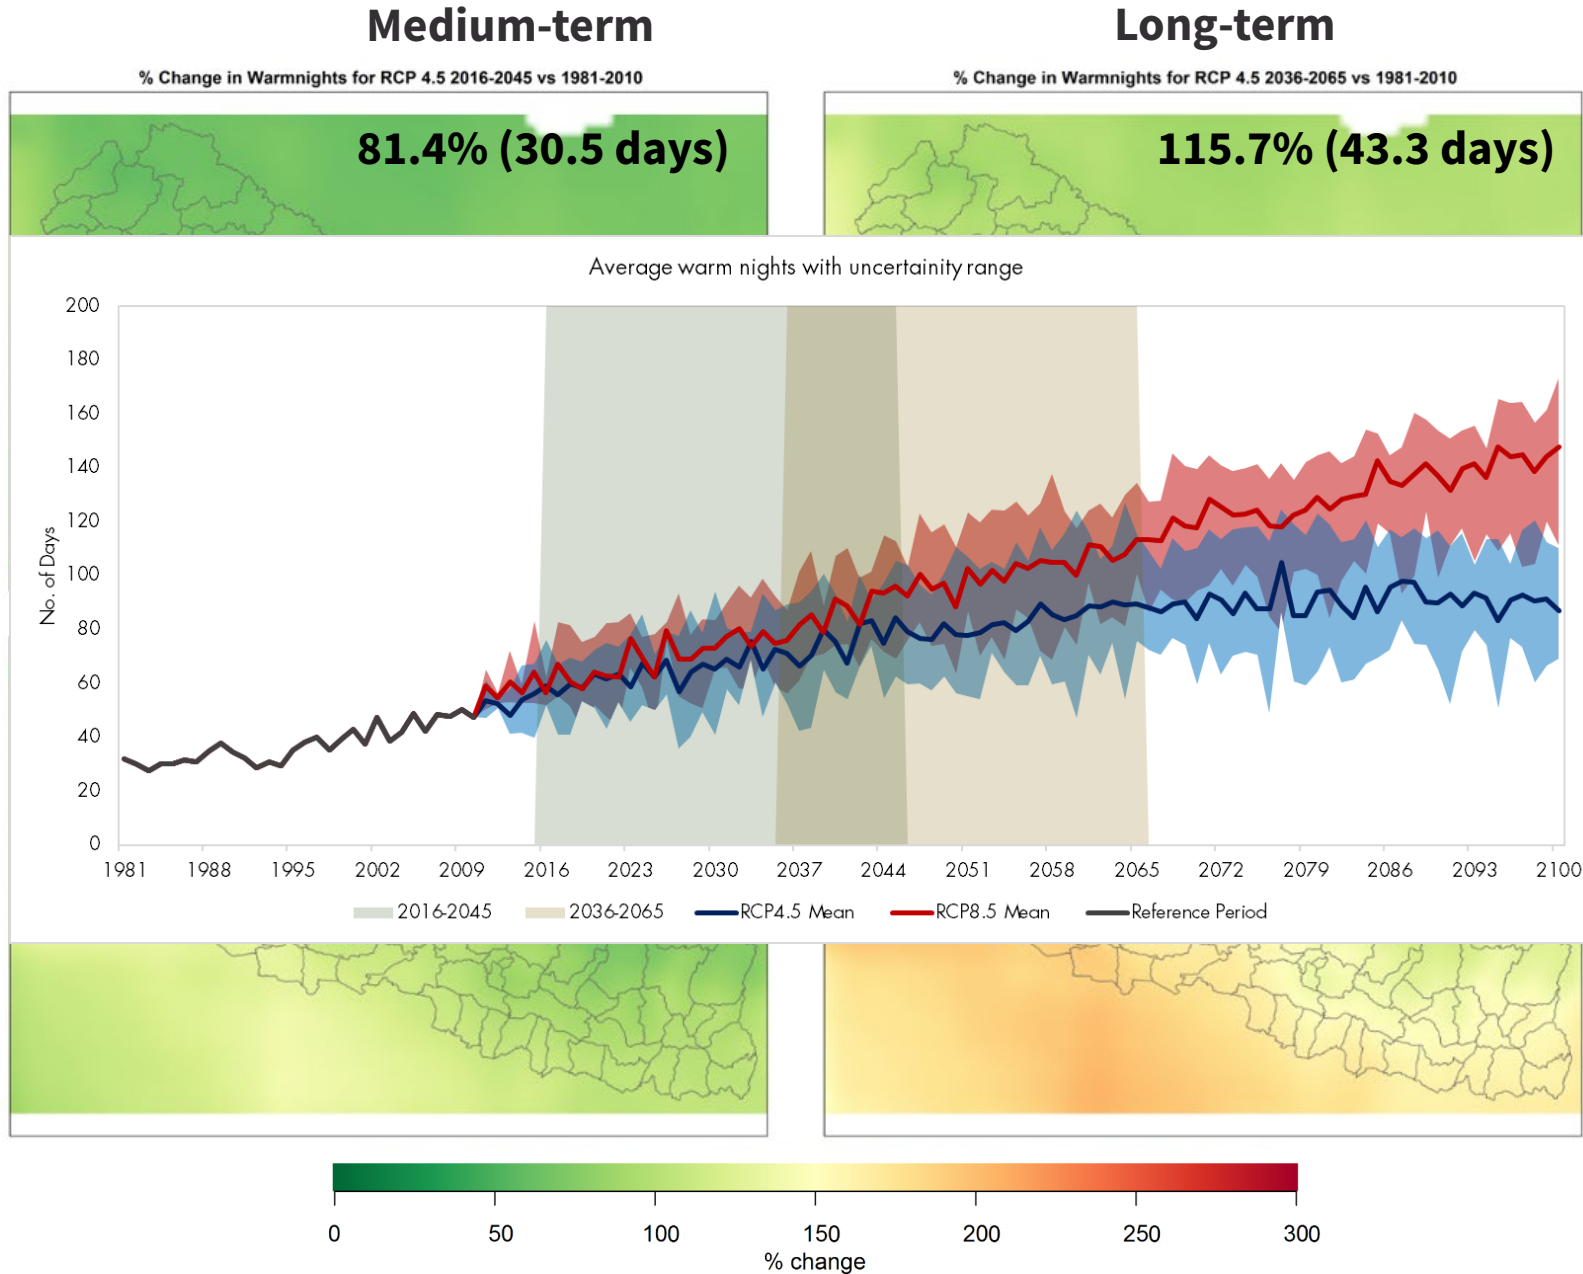 Medium-term
Long-term
% Change in Warmnights for RCP 4.5 2016-2045 vs 1981-2010
% Change in Warmnights for RCP 4.5 2036-2065 vs 1981-2010
81.4% (30.5 days)
115.7% (43.3 days)
Average warm nights with uncertainity range
No. of Days
200
180
160
140
120
100
80
60
40
20
0
1981 1988 1995 2002 2009 2016 2023 2030 2037 2044 2051 2058 2065 2072 2079 2086 2093 2100
2016-2045 2036-2065 RCP4.5 Mean RCP8.5 Mean Reference Period
0 50 100 150 200 250 300
% change